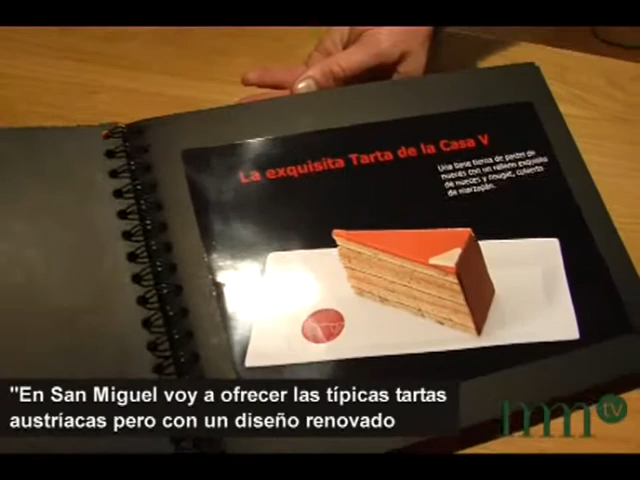 La exquisita Tarta de la Casa V
Una base tierna de pastel de
nueces con un relleno exquisito
de nueces y nougat, cubierto
de marzapán.
"En San Miguel voy a ofrecer las típicas tartas
austríacas pero con un diseño renovado
mm tv